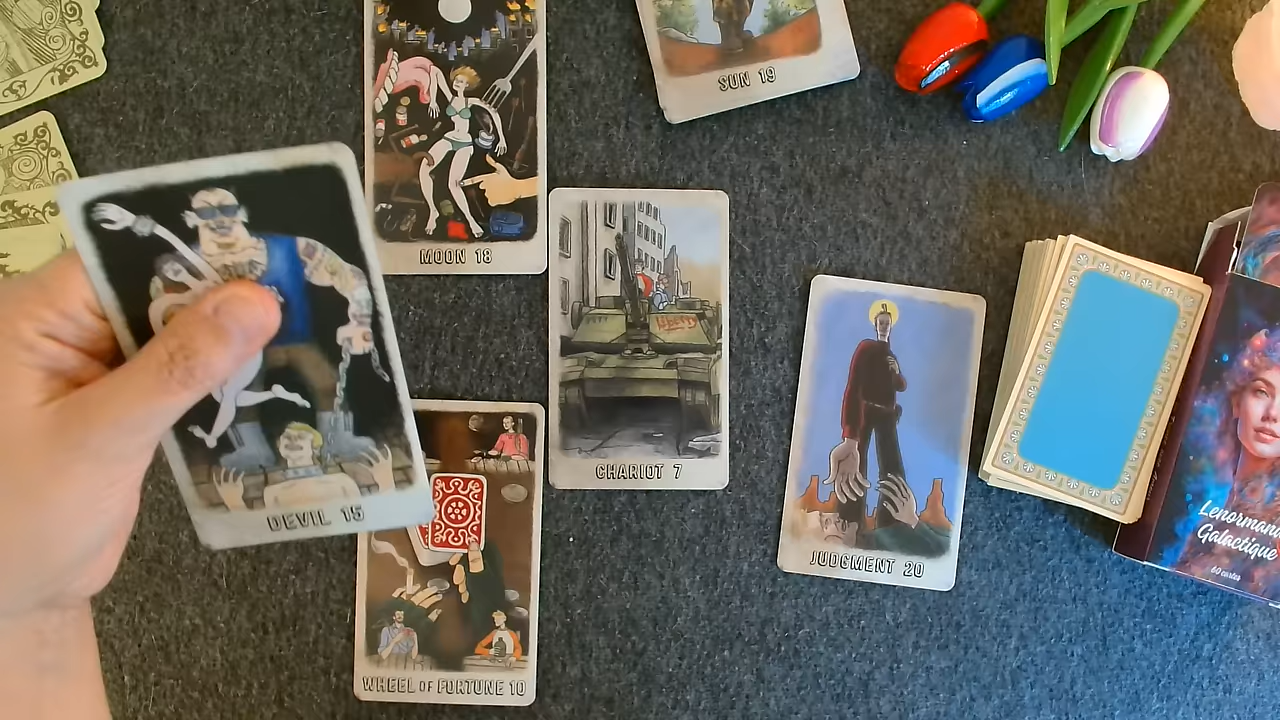 SUN 19
MOON 18
CHARIOT 7
DEVIL 15
JUDGMENT 20
WHEEL OF FORTUNE 10
Lenormand
Galactique
60 cartes